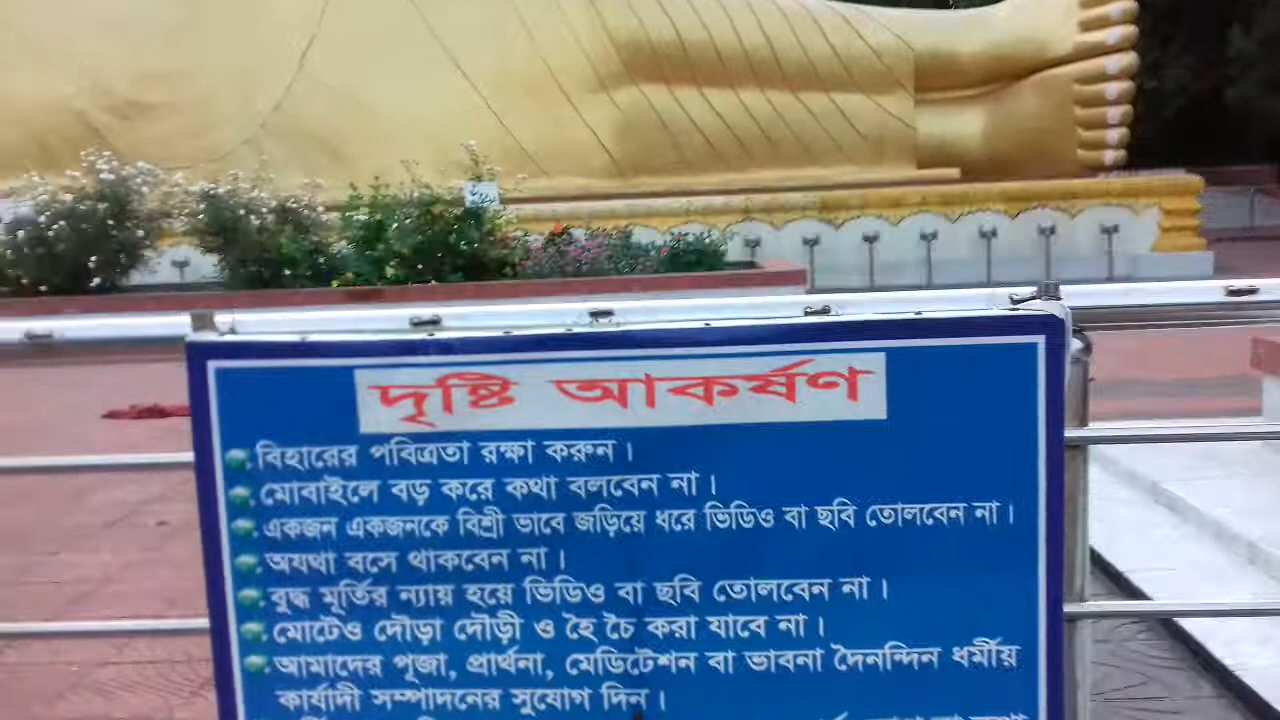 দৃষ্টি আকর্ষণ
বিহারের পবিত্রতা রক্ষা করুন।
মোবাইলে বড় করে কথা বলবেন না।
একজন একজনকে বিশ্রী ভাবে জড়িয়ে ধরে ভিডিও বা ছবি তোলবেন না।
অযথা বসে থাকবেন না।
বুদ্ধ মূর্তির ন্যায় হয়ে ভিডিও বা ছবি তোলবেন না।
মোটেও দৌড়া দৌড়ী ও হৈ চৈ করা যাবে না।
আমাদের পূজা, প্রার্থনা, মেডিটেশন বা ভাবনা দৈনন্দিন ধর্মীয়
কার্যাদী সম্পাদনের সুযোগ দিন।